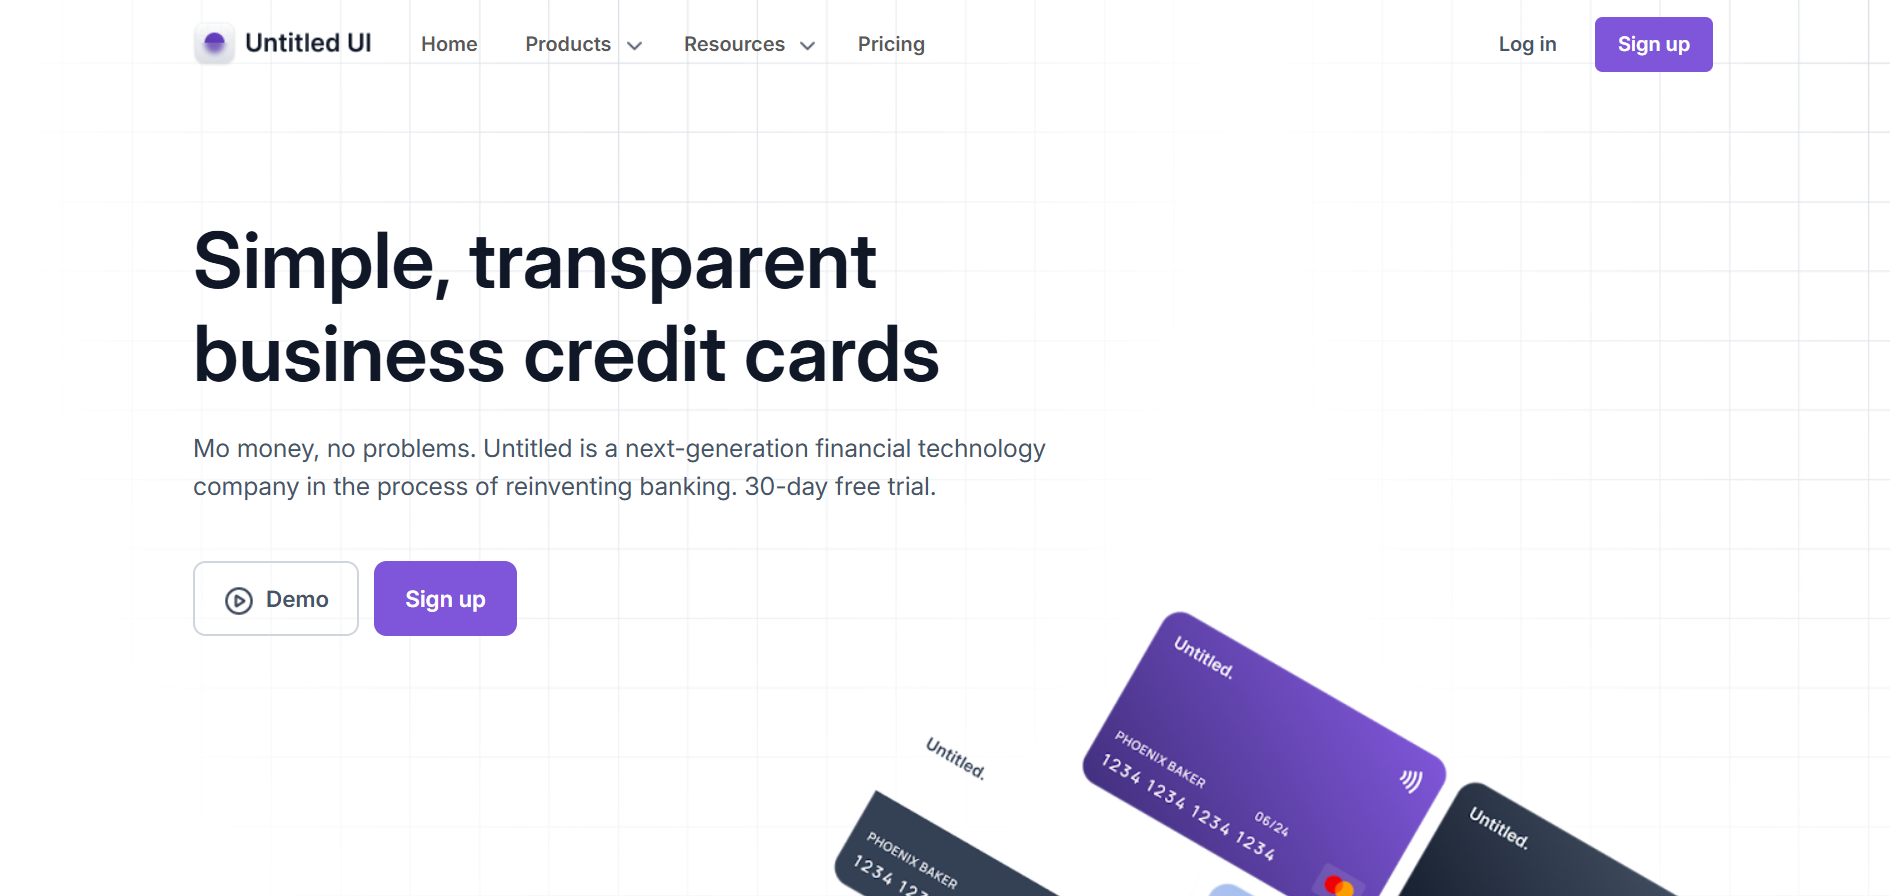 Untitled UI
Home
Products
Resources
Pricing
Log in
Sign up
Simple, transparent
business credit cards
Mo money, no problems. Untitled is a next-generation financial technology
company in the process of reinventing banking. 30-day free trial.
Demo
Sign up
Untitled.
PHOENIX BAKER
06/24
1234 1234 1234 1234
Untitled.
PHOENIX BAKER
1234 123
Untitled.